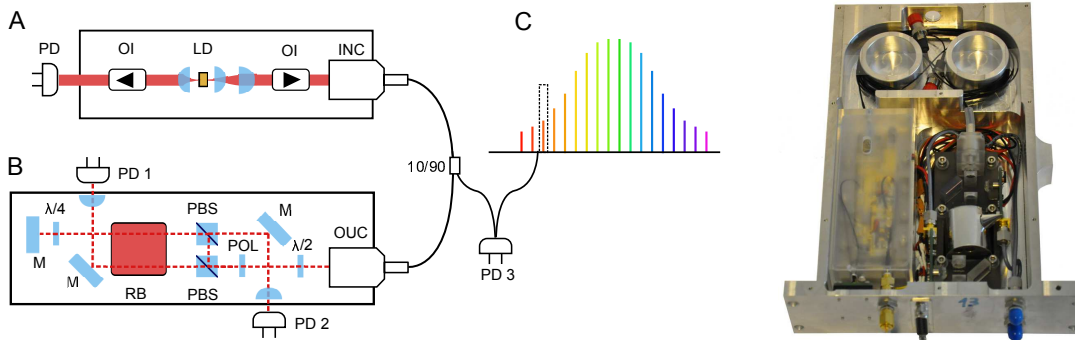 A
PD
OI
LD
OI
INC
B
PD 1
10/90
λ/4
PBS
M
λ/2
POL
OUC
M
M
RB
PBS
PD 2
C
PD 3
13